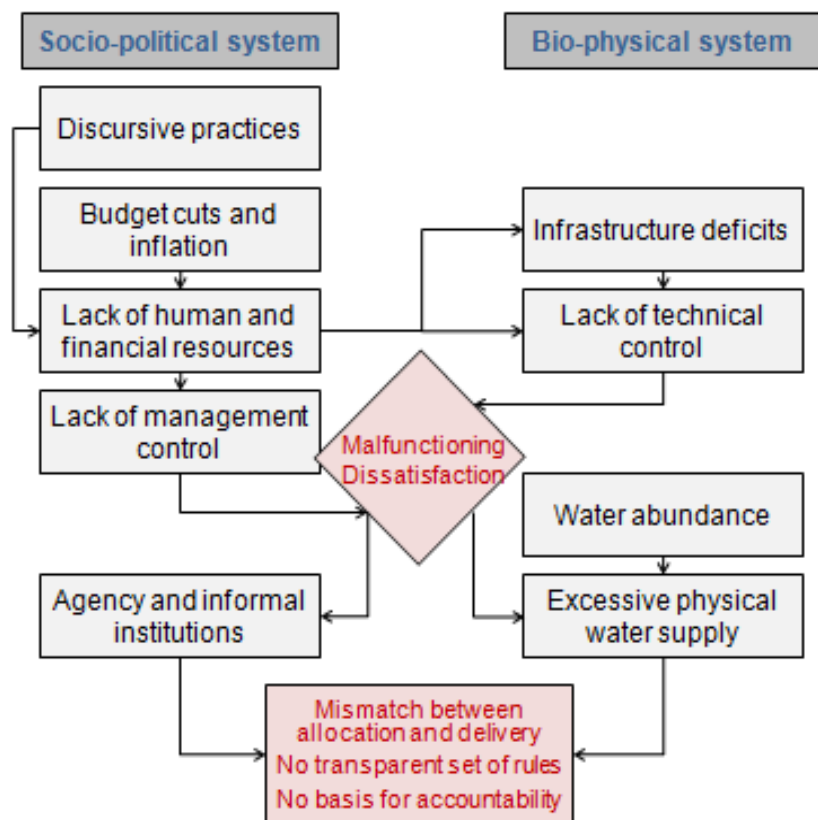 Socio-political system
Bio-physical system
Discursive practices
Budget cuts and
inflation
Infrastructure deficits
Lack of human and
financial resources
Lack of technical
control
Lack of management
control
Malfunctioning
Dissatisfaction
Water abundance
Agency and informal
institutions
Excessive physical
water supply
Mismatch between
allocation and delivery
No transparent set of rules
No basis for accountability